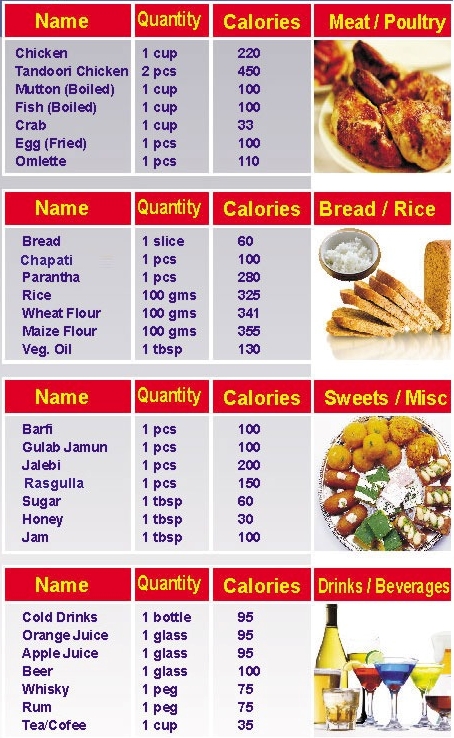 Name Quantity Calories Meat / Poultry
Chicken 1 cup 220
Tandoori Chicken 2 pcs 450
Mutton (Boiled) 1 cup 100
Fish (Boiled) 1 cup 100
Crab 1 cup 33
Egg (Fried) 1 pcs 100
Omlette 1 pcs 110
Name Quantity Calories Bread / Rice
Bread 1 slice 60
Chapati 1 pcs 100
Parantha 1 pcs 280
Rice 100 gms 325
Wheat Flour 100 gms 341
Maize Flour 100 gms 355
Veg. Oil 1 tbsp 130
Name Quantity Calories Sweets / Misc
Barfi 1 pcs 100
Gulab Jamun 1 pcs 100
Jalebi 1 pcs 200
Rasgulla 1 pcs 150
Sugar 1 tbsp 60
Honey 1 tbsp 30
Jam 1 tbsp 100
Name Quantity Calories Drinks / Beverages
Cold Drinks 1 bottle 95
Orange Juice 1 glass 95
Apple Juice 1 glass 95
Beer 1 glass 100
Whisky 1 peg 75
Rum 1 peg 75
Tea/Cofee 1 cup 35